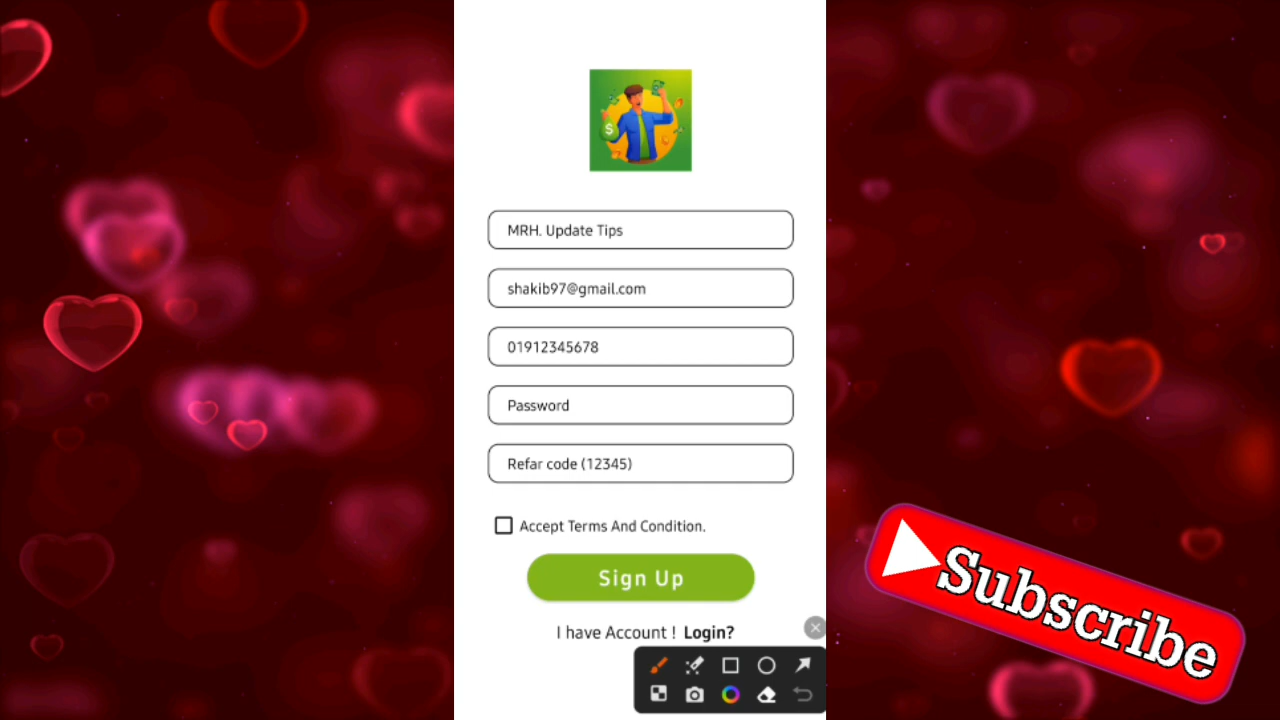 MRH. Update Tips
shakib97@gmail.com
01912345678
Password
Refar code (12345)
Accept Terms And Condition.
Sign Up
I have Account ! Login?
Subscribe
$